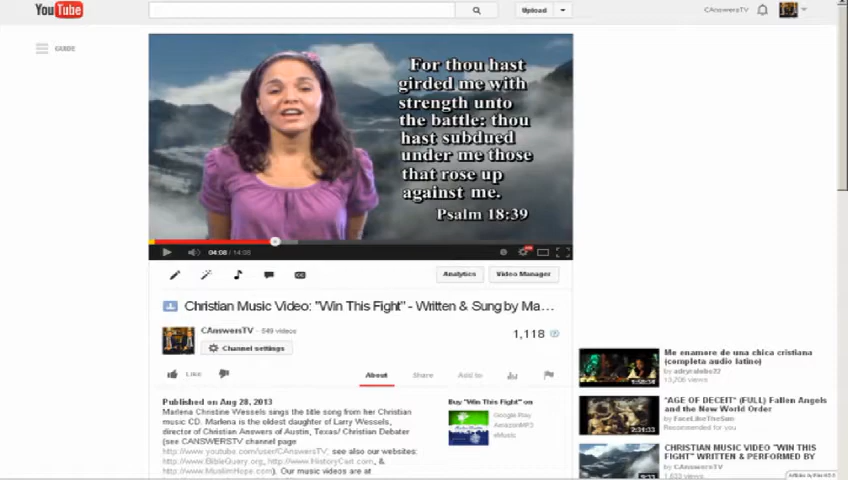 YouTube
Upload
CAnswersTV
GUIDE
For thou hast
girded me with
strength unto
the battle: thou
hast subdued
under me those
that rose up
against me.
Psalm 18:39
04:08 / 14:08
Analytics
Video Manager
Christian Music Video: "Win This Fight" - Written & Sung by Ma...
CAnswersTV - 549 videos
1,118
Channel settings
LIKE
About
Share
Add to
Published on Aug 28, 2013
Marlena Christine Wessels sings the title song from her Christian
music CD. Marlena is the oldest daughter of Larry Wessels,
director of Christian Answers of Austin, Texas/ Christian Debater
(see CANSWERSTV channel page
http://www.youtube.com/user/CAnswersTV; see also our websites:
http://www.BibleQuery.org, http://www.HistoryCart.com, &
http://www.MuslimHope.com). Our music videos are at
Buy "Win This Fight" on
Google Play
AmazonMP3
eMusic
Me enamore de una chica cristiana
(completa audio latino)
by adeyralobo22
1:50:34
"AGE OF DECEIT" (FULL) Fallen Angels
and the New World Order
by FaceLikeTheSun
Recommended for you
2:31:33
CHRISTIAN MUSIC VIDEO "WIN THIS
FIGHT" WRITTEN & PERFORMED BY
by CAnswersTV